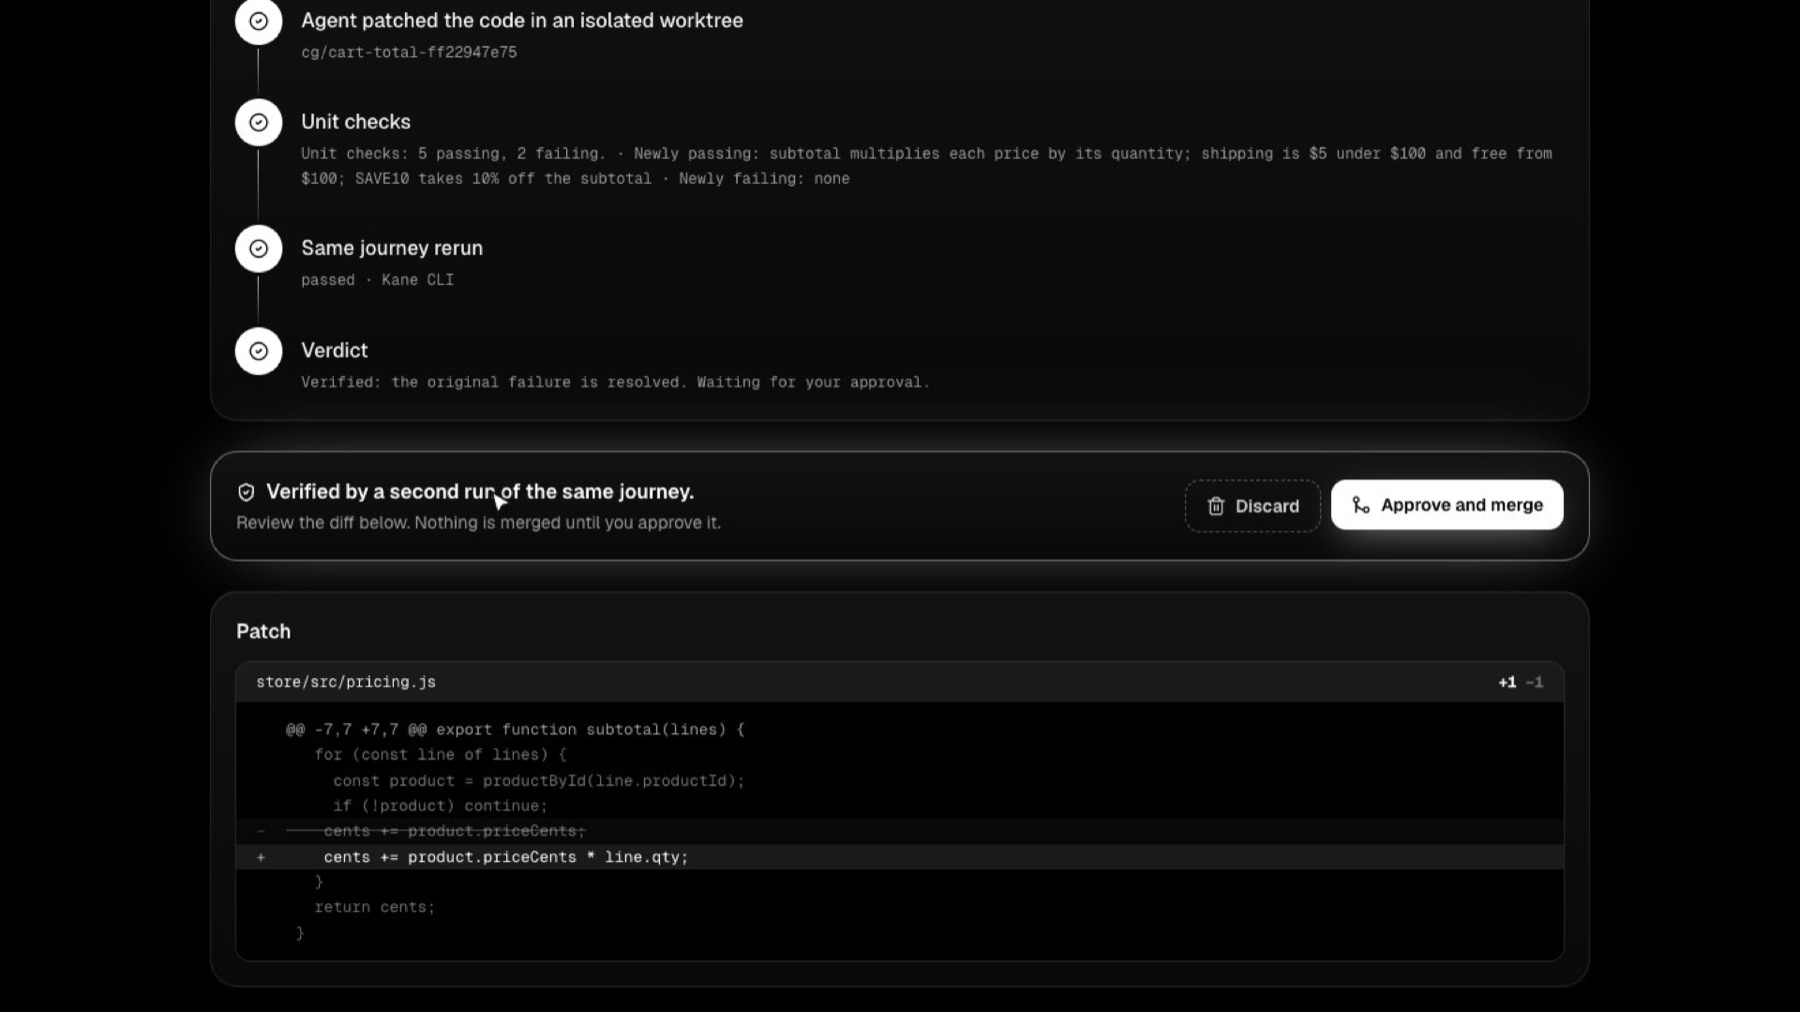 Agent patched the code in an isolated worktree
cg/cart-total-ff22947e75
Unit checks
Unit checks: 5 passing, 2 failing. · Newly passing: subtotal multiplies each price by its quantity; shipping is $5 under $100 and free from
$100; SAVE10 takes 10% off the subtotal · Newly failing: none
Same journey rerun
passed · Kane CLI
Verdict
Verified: the original failure is resolved. Waiting for your approval.
Verified by a second run of the same journey.
Review the diff below. Nothing is merged until you approve it.
Discard
Approve and merge
Patch
store/src/pricing.js
+1 −1
@@ -7,7 +7,7 @@ export function subtotal(lines) {
for (const line of lines) {
const product = productById(line.productId);
if (!product) continue;
- cents += product.priceCents;
+ cents += product.priceCents * line.qty;
}
return cents;
}